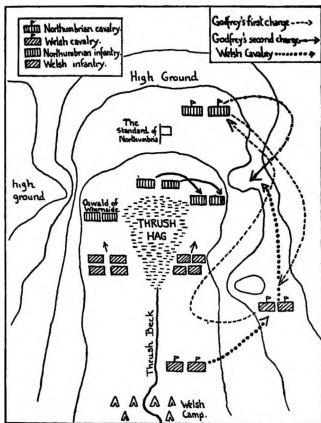 Northumbrian cavalry.
Welsh cavalry.
Northumbrian infantry.
Welsh infantry.
Godfrey's first charge
Godfrey's second charge
Welsh Cavalry
High Ground
The
Standard of
Northumbria
high
ground
Oswald of
Whernside
THRUSH
HAG
Thrush Beck
Welsh
Camp.